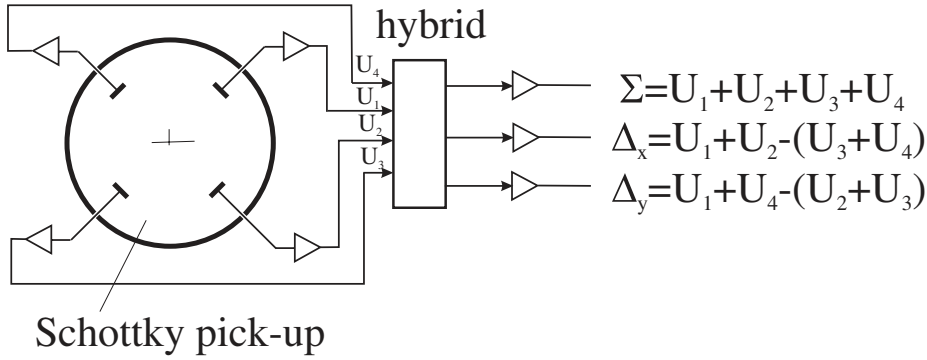 hybrid
U₄
U₁
U₂
U₃
Σ=U₁+U₂+U₃+U₄
Δₓ=U₁+U₂-(U₃+U₄)
Δᵧ=U₁+U₄-(U₂+U₃)
Schottky pick-up